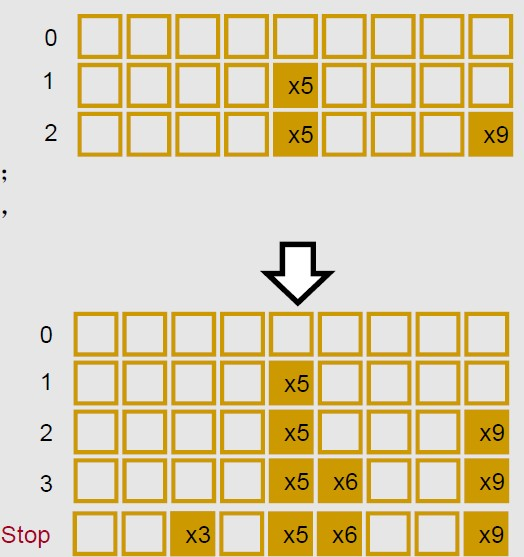 0
1 x5
2 x5 x9
；
，
0
1 x5
2 x5 x9
3 x5 x6 x9
Stop x3 x5 x6 x9